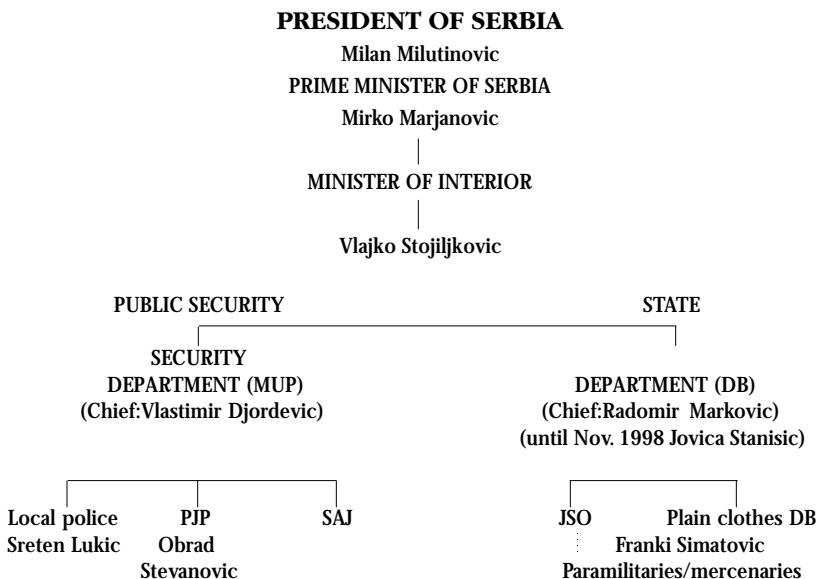 PRESIDENT OF SERBIA
Milan Milutinovic
PRIME MINISTER OF SERBIA
Mirko Marjanovic
MINISTER OF INTERIOR
Vlajko Stojiljkovic
PUBLIC SECURITY
STATE
SECURITY
DEPARTMENT (MUP)
(Chief:Vlastimir Djordevic)
DEPARTMENT (DB)
(Chief:Radomir Markovic)
(until Nov. 1998 Jovica Stanisic)
Local police
Sreten Lukic
PJP
Obrad
Stevanovic
SAJ
JSO
Plain clothes DB
Franki Simatovic
Paramilitaries/mercenaries